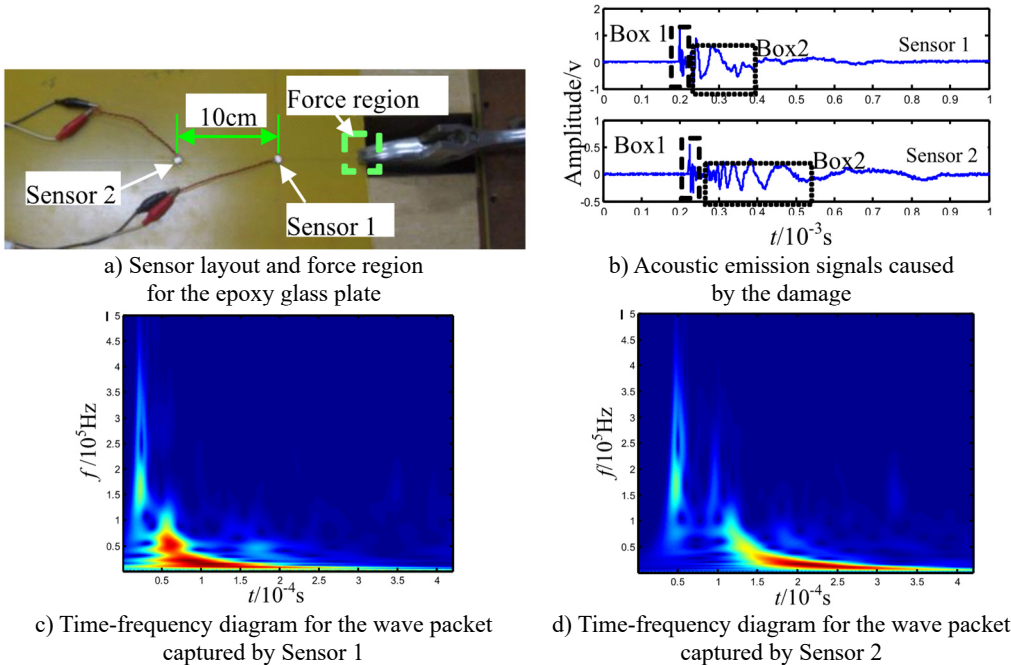 10cm
Force region
Sensor 2
Sensor 1
a) Sensor layout and force region
for the epoxy glass plate
2
1
0
-1
Box 1
Box2
Sensor 1
0 0.1 0.2 0.3 0.4 0.5 0.6 0.7 0.8 0.9 1
Amplitude/v
1
0.5
0
-0.5
Box1
Box2
Sensor 2
0 0.1 0.2 0.3 0.4 0.5 0.6 0.7 0.8 0.9 1
t/10⁻³s
b) Acoustic emission signals caused
by the damage
5
4.5
4
3.5
3
2.5
2
1.5
1
0.5
f /10⁵Hz
0.5 1 1.5 2 2.5 3 3.5 4
t/10⁻⁴s
c) Time-frequency diagram for the wave packet
captured by Sensor 1
5
4.5
4
3.5
3
2.5
2
1.5
1
0.5
f/10⁵Hz
0.5 1 1.5 2 2.5 3 3.5 4
t/10⁻⁴s
d) Time-frequency diagram for the wave packet
captured by Sensor 2